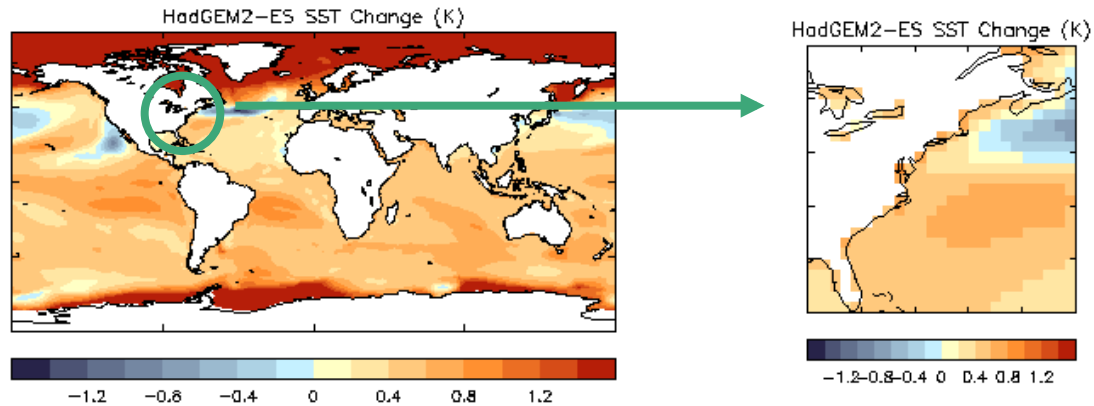 HadGEM2-ES SST Change (K)
-1.2 -0.8 -0.4 0 0.4 0.8 1.2
HadGEM2-ES SST Change (K)
-1.2-0.8-0.4 0 0.4 0.8 1.2